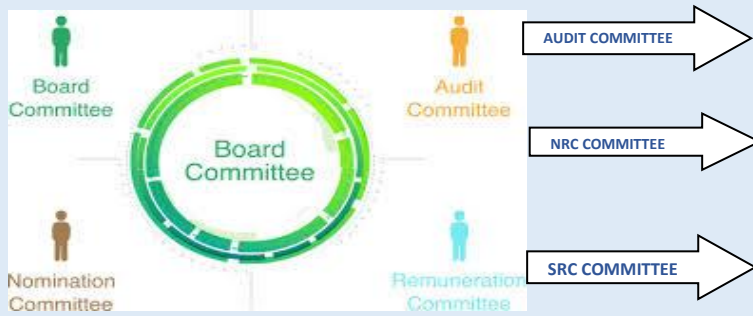 Board
Committee
Audit
Committee
Board
Committee
Nomination
Committee
Remuneration
Committee
AUDIT COMMITTEE
NRC COMMITTEE
SRC COMMITTEE